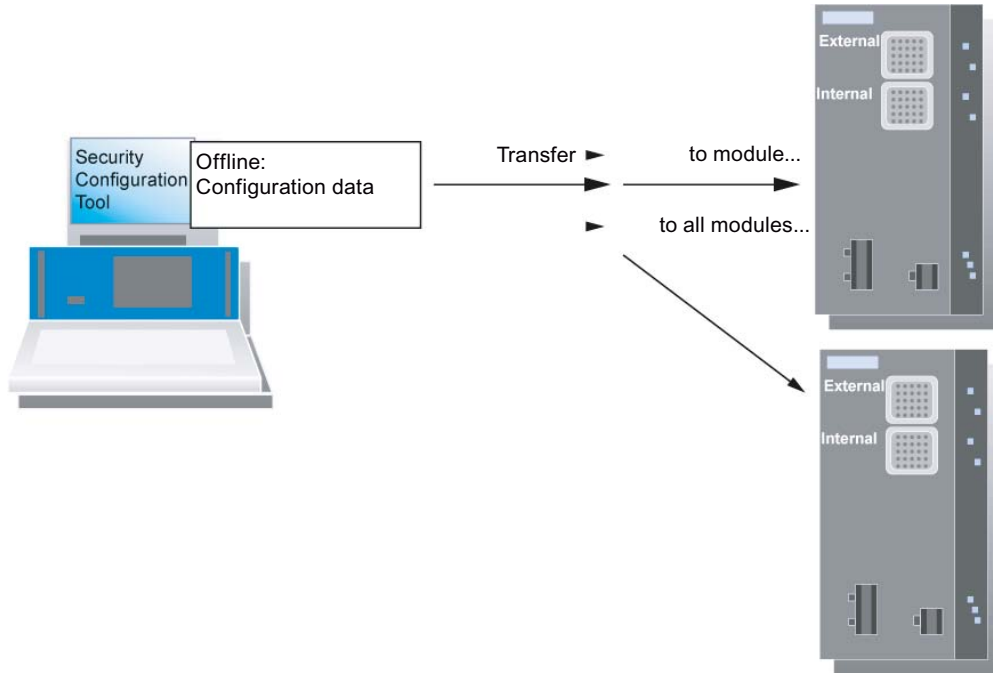 External
Internal
Security
Configuration
Tool
Offline:
Configuration data
Transfer ►
to module...
► to all modules...
External
Internal